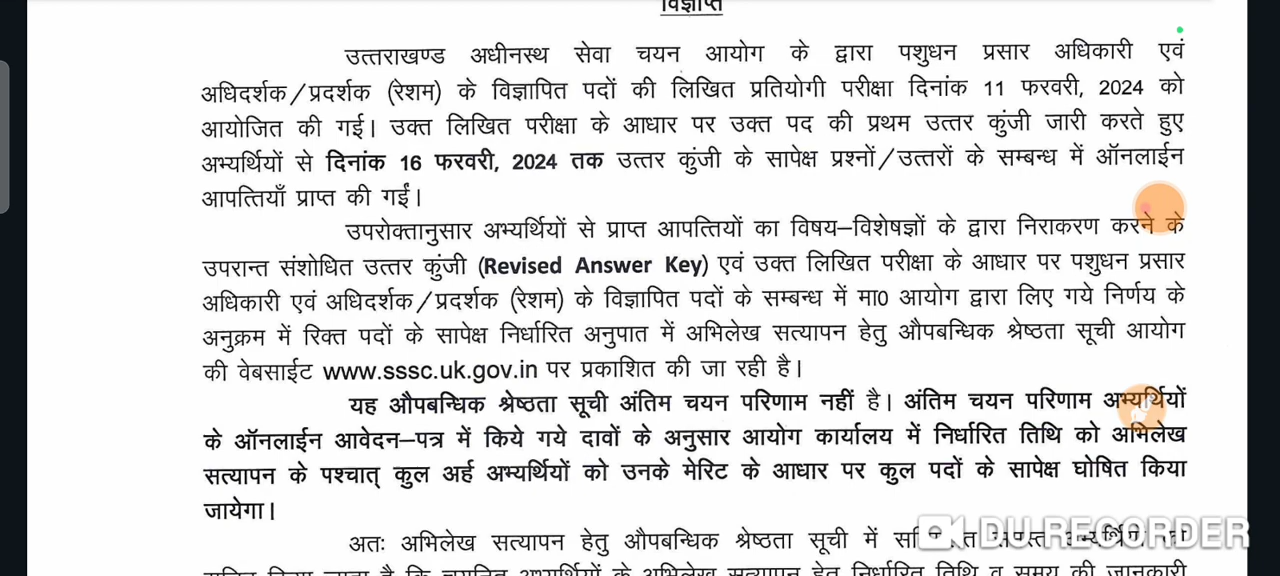 विज्ञप्ति
उत्तराखण्ड अधीनस्थ सेवा चयन आयोग के द्वारा पशुधन प्रसार अधिकारी एवं
अधिदर्शक/प्रदर्शक (रेशम) के विज्ञापित पदों की लिखित प्रतियोगी परीक्षा दिनांक 11 फरवरी, 2024 को
आयोजित की गई। उक्त लिखित परीक्षा के आधार पर उक्त पद की प्रथम उत्तर कुंजी जारी करते हुए
अभ्यर्थियों से दिनांक 16 फरवरी, 2024 तक उत्तर कुंजी के सापेक्ष प्रश्नों/उत्तरों के सम्बन्ध में ऑनलाईन
आपत्तियाँ प्राप्त की गईं।
उपरोक्तानुसार अभ्यर्थियों से प्राप्त आपत्तियों का विषय–विशेषज्ञों के द्वारा निराकरण करने के
उपरान्त संशोधित उत्तर कुंजी (Revised Answer Key) एवं उक्त लिखित परीक्षा के आधार पर पशुधन प्रसार
अधिकारी एवं अधिदर्शक/प्रदर्शक (रेशम) के विज्ञापित पदों के सम्बन्ध में मा0 आयोग द्वारा लिए गये निर्णय के
अनुक्रम में रिक्त पदों के सापेक्ष निर्धारित अनुपात में अभिलेख सत्यापन हेतु औपबन्धिक श्रेष्ठता सूची आयोग
की वेबसाईट www.sssc.uk.gov.in पर प्रकाशित की जा रही है।
यह औपबन्धिक श्रेष्ठता सूची अंतिम चयन परिणाम नहीं है। अंतिम चयन परिणाम अभ्यर्थियों
के ऑनलाईन आवेदन–पत्र में किये गये दावों के अनुसार आयोग कार्यालय में निर्धारित तिथि को अभिलेख
सत्यापन के पश्चात् कुल अर्ह अभ्यर्थियों को उनके मेरिट के आधार पर कुल पदों के सापेक्ष घोषित किया
जायेगा।
अतः अभिलेख सत्यापन हेतु औपबन्धिक श्रेष्ठता सूची में
DU RECORDER
अभ्यर्थियों के अभिलेख सत्यापन हेतु निर्धारित तिथि व समय की जानकारी